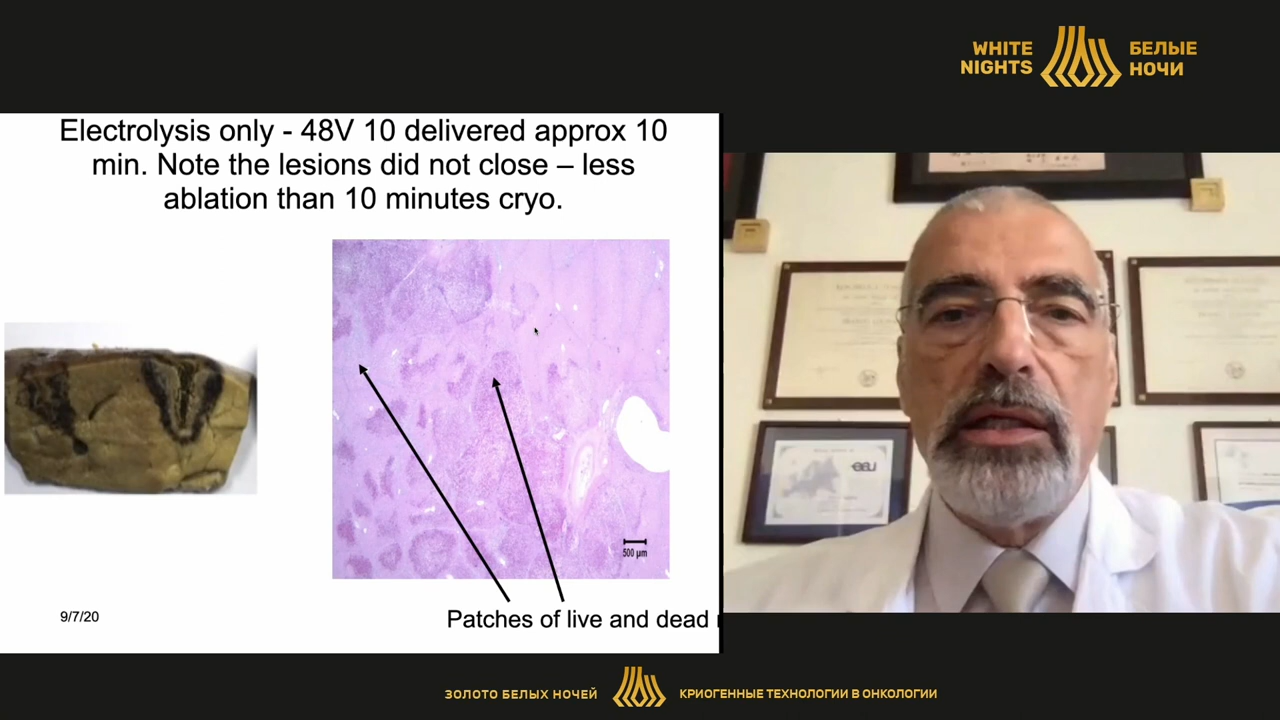 WHITE
NIGHTS
БЕЛЫЕ
НОЧИ
Electrolysis only - 48V 10 delivered approx 10
min. Note the lesions did not close – less
ablation than 10 minutes cryo.
500 µm
9/7/20
Patches of live and dead
ЗОЛОТО БЕЛЫХ НОЧЕЙ
КРИОГЕННЫЕ ТЕХНОЛОГИИ В ОНКОЛОГИИ